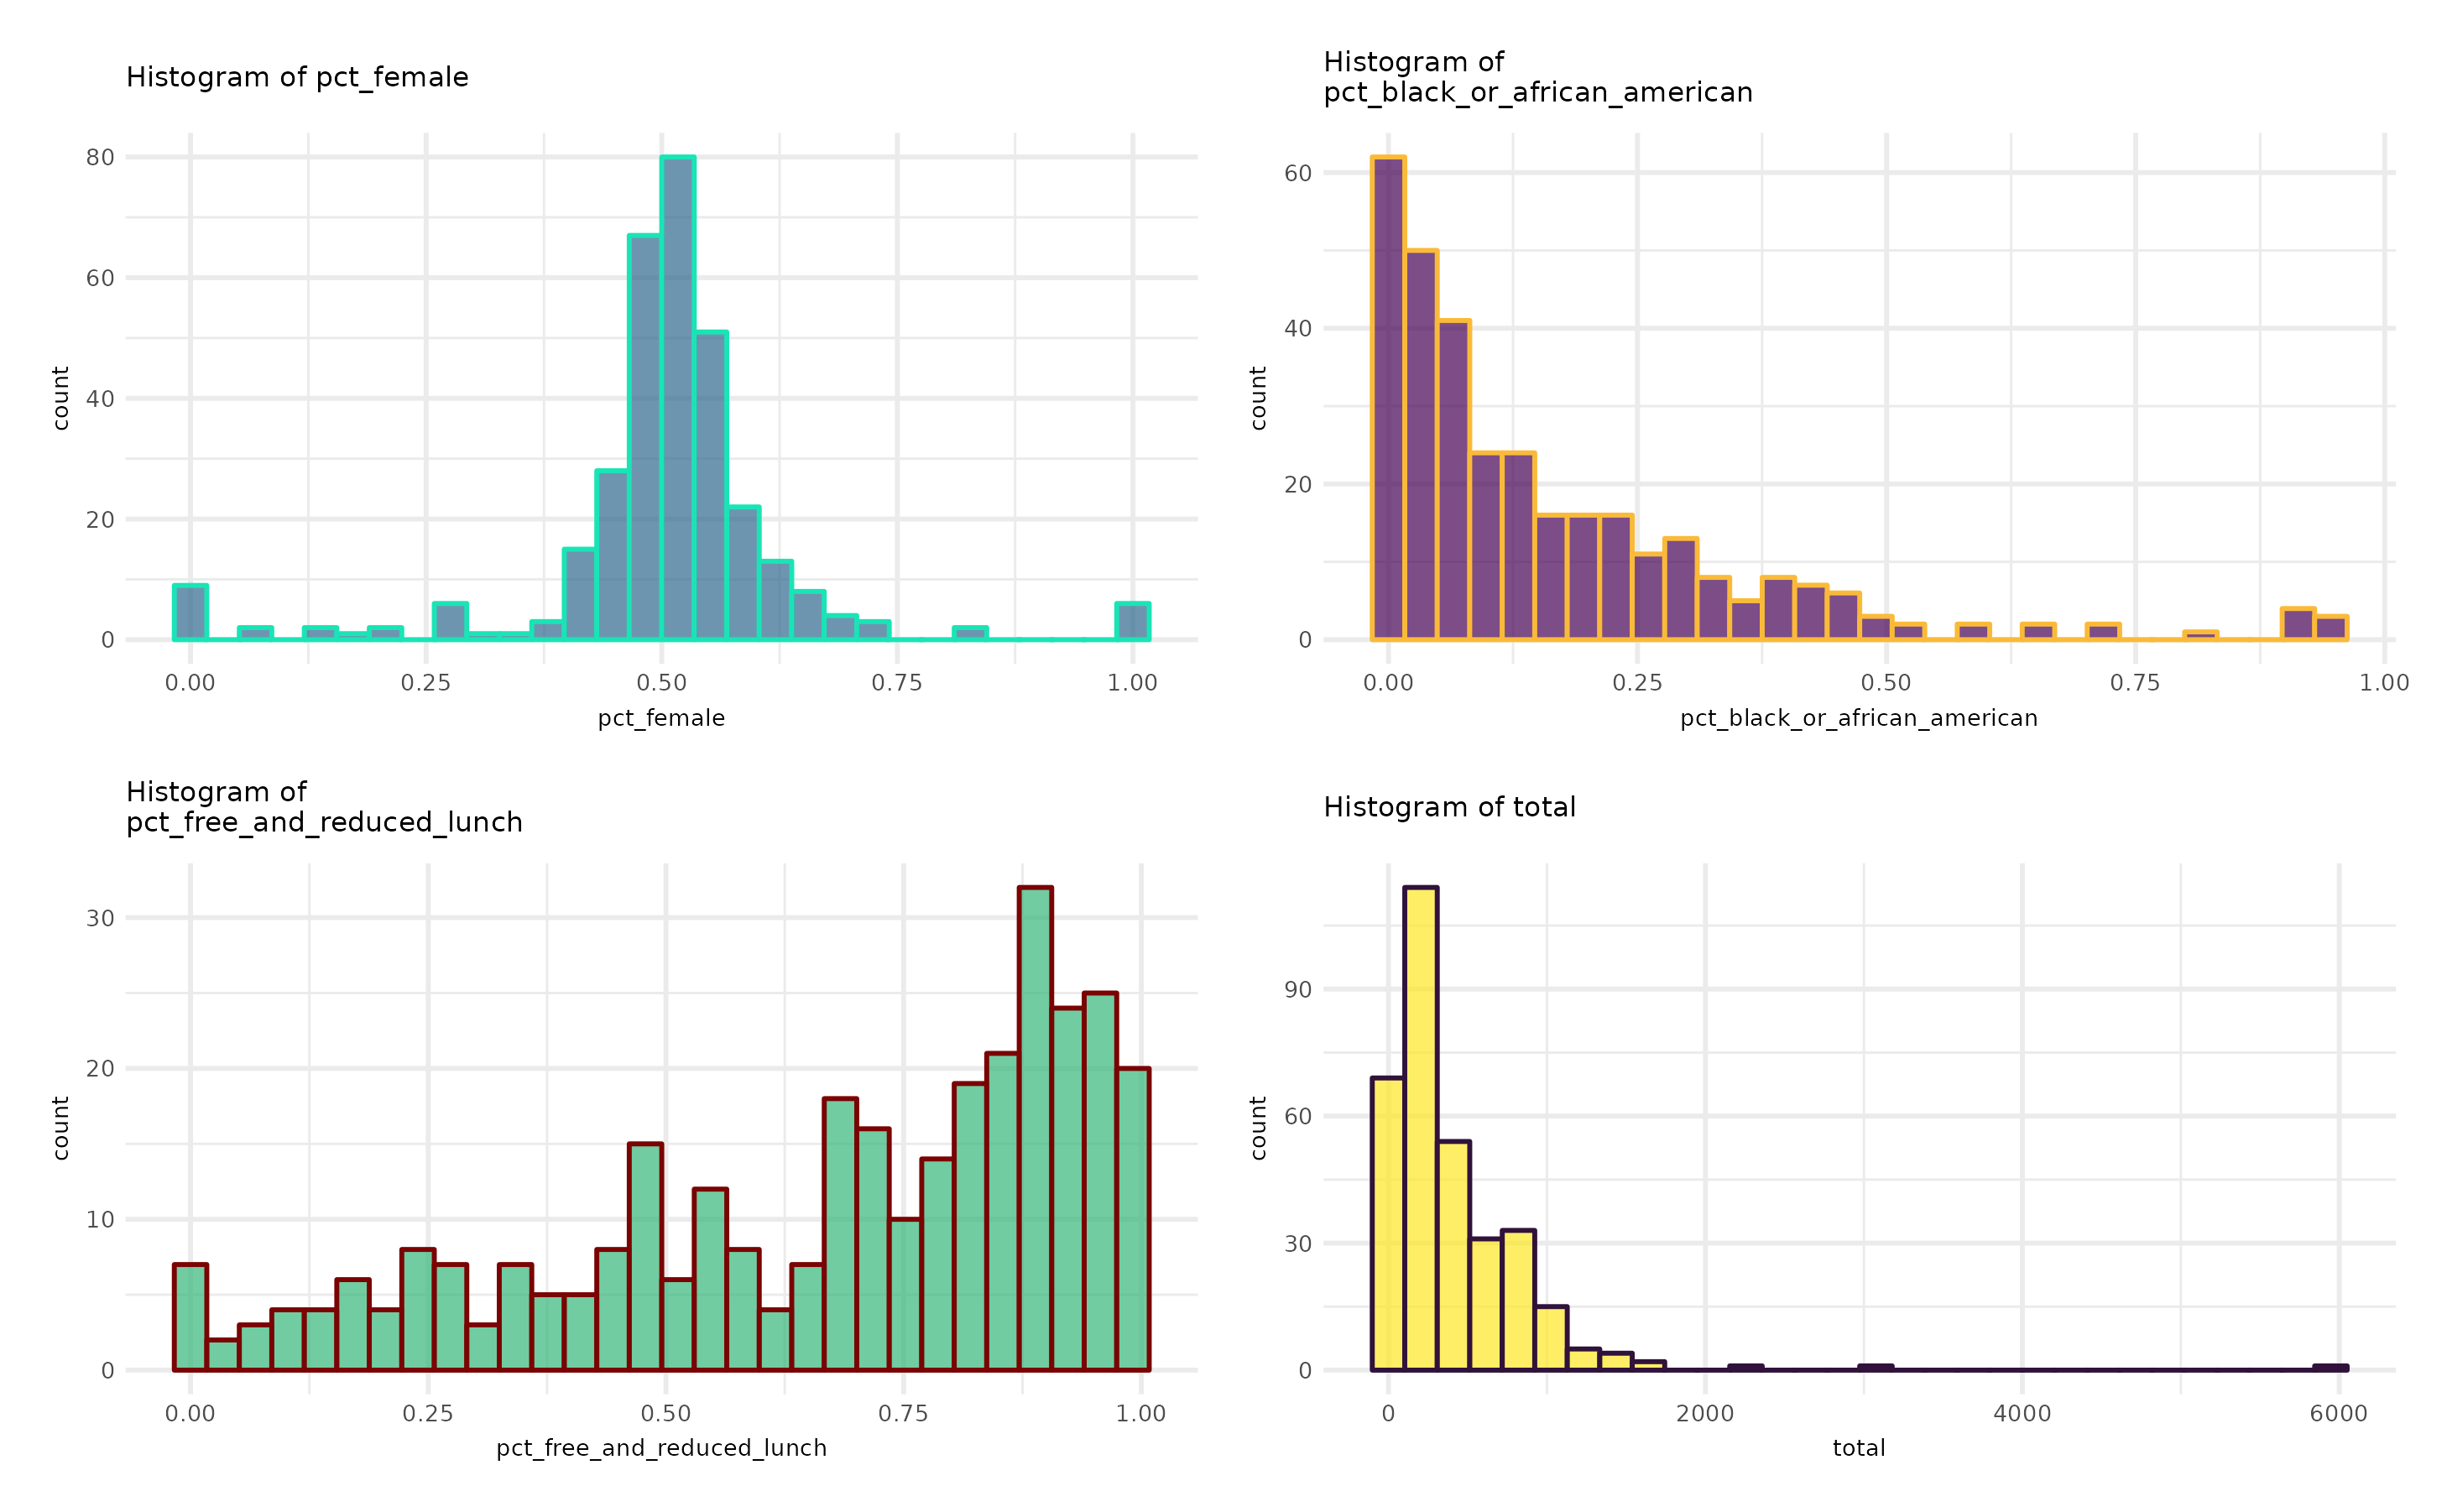 Histogram of pct_female
80
60
40
20
0
count
0.00 0.25 0.50 0.75 1.00
pct_female
Histogram of
pct_black_or_african_american
60
40
20
0
count
0.00 0.25 0.50 0.75 1.00
pct_black_or_african_american
Histogram of
pct_free_and_reduced_lunch
30
20
10
0
count
0.00 0.25 0.50 0.75 1.00
pct_free_and_reduced_lunch
Histogram of total
90
60
30
0
count
0 2000 4000 6000
total